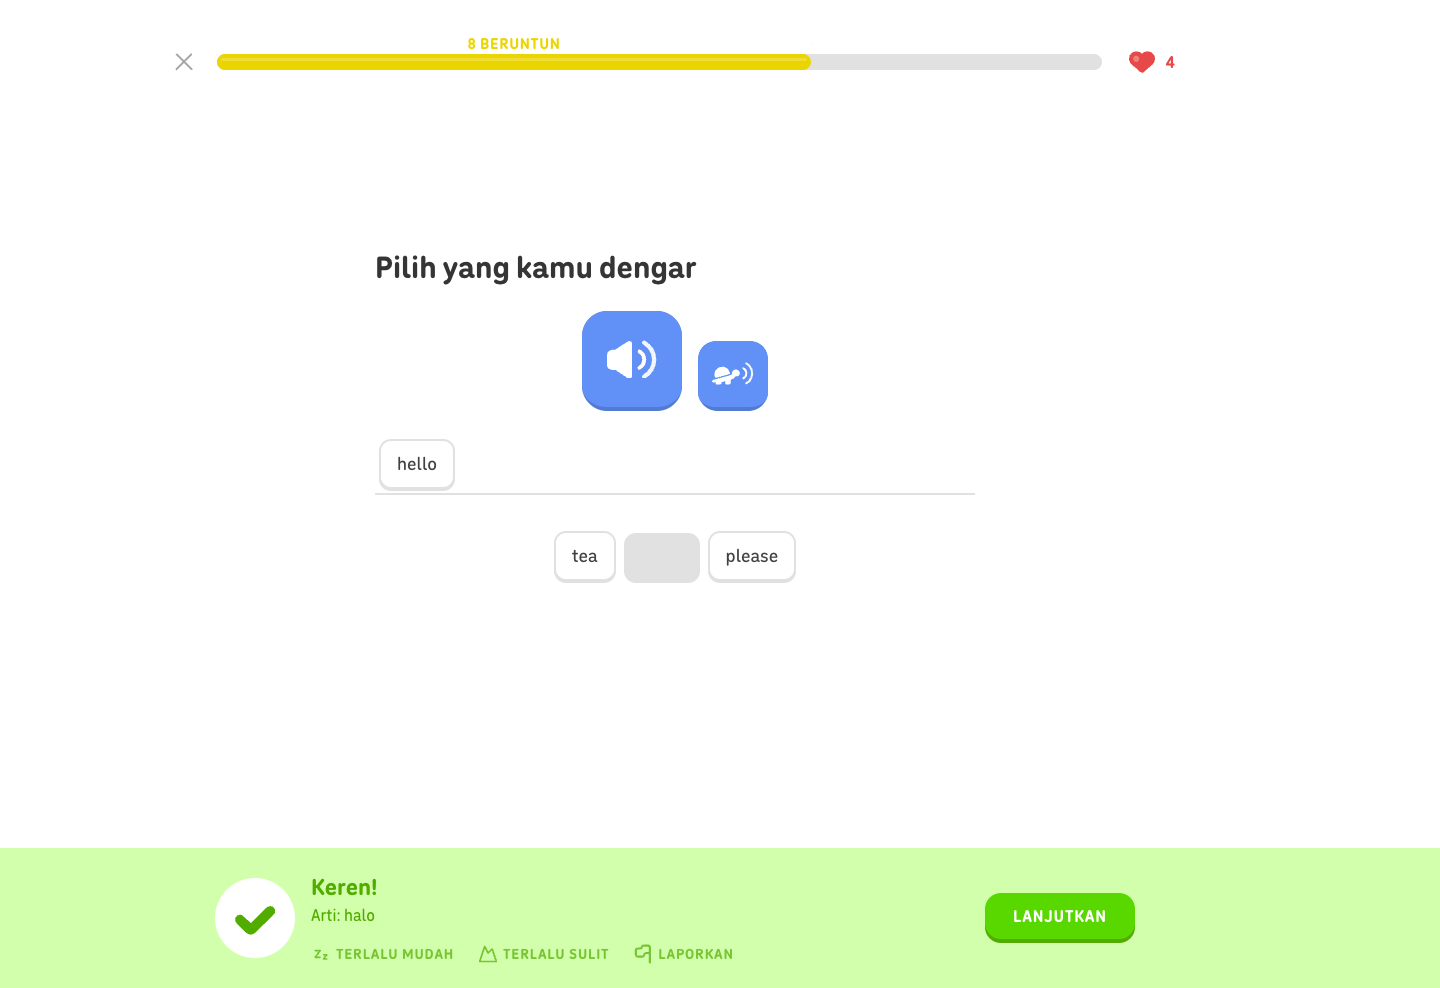 8 BERUNTUN
4
Pilih yang kamu dengar
hello
tea please
Keren!
Arti: halo
TERLALU MUDAH TERLALU SULIT LAPORKAN
LANJUTKAN